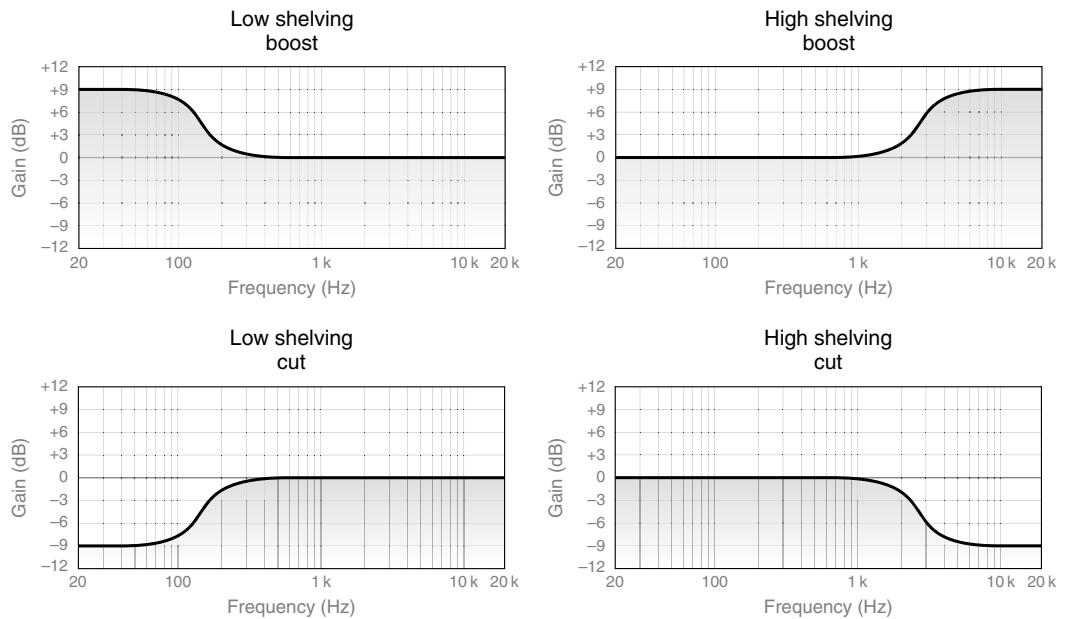 Low shelving
boost
+12
+9
+6
+3
0
–3
–6
–9
–12
Gain (dB)
20 100 1 k 10 k 20 k
Frequency (Hz)
High shelving
boost
+12
+9
+6
+3
0
–3
–6
–9
–12
Gain (dB)
20 100 1 k 10 k 20 k
Frequency (Hz)
Low shelving
cut
+12
+9
+6
+3
0
–3
–6
–9
–12
Gain (dB)
20 100 1 k 10 k 20 k
Frequency (Hz)
High shelving
cut
+12
+9
+6
+3
0
–3
–6
–9
–12
Gain (dB)
20 100 1 k 10 k 20 k
Frequency (Hz)